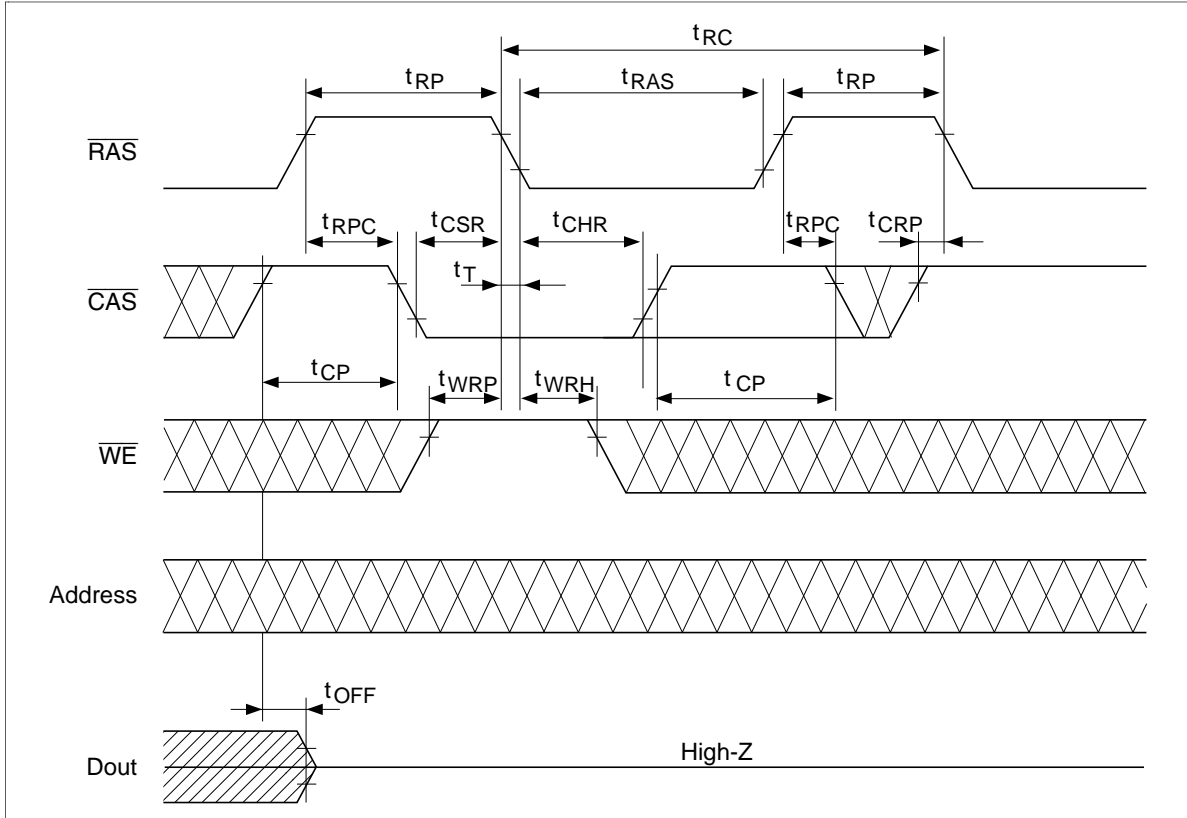 tRC
tRP
tRAS
tRP
RAS
tRPC
tCSR
tCHR
tRPC
tCRP
tT
CAS
tCP
tWRP
tWRH
tCP
WE
Address
tOFF
High-Z
Dout